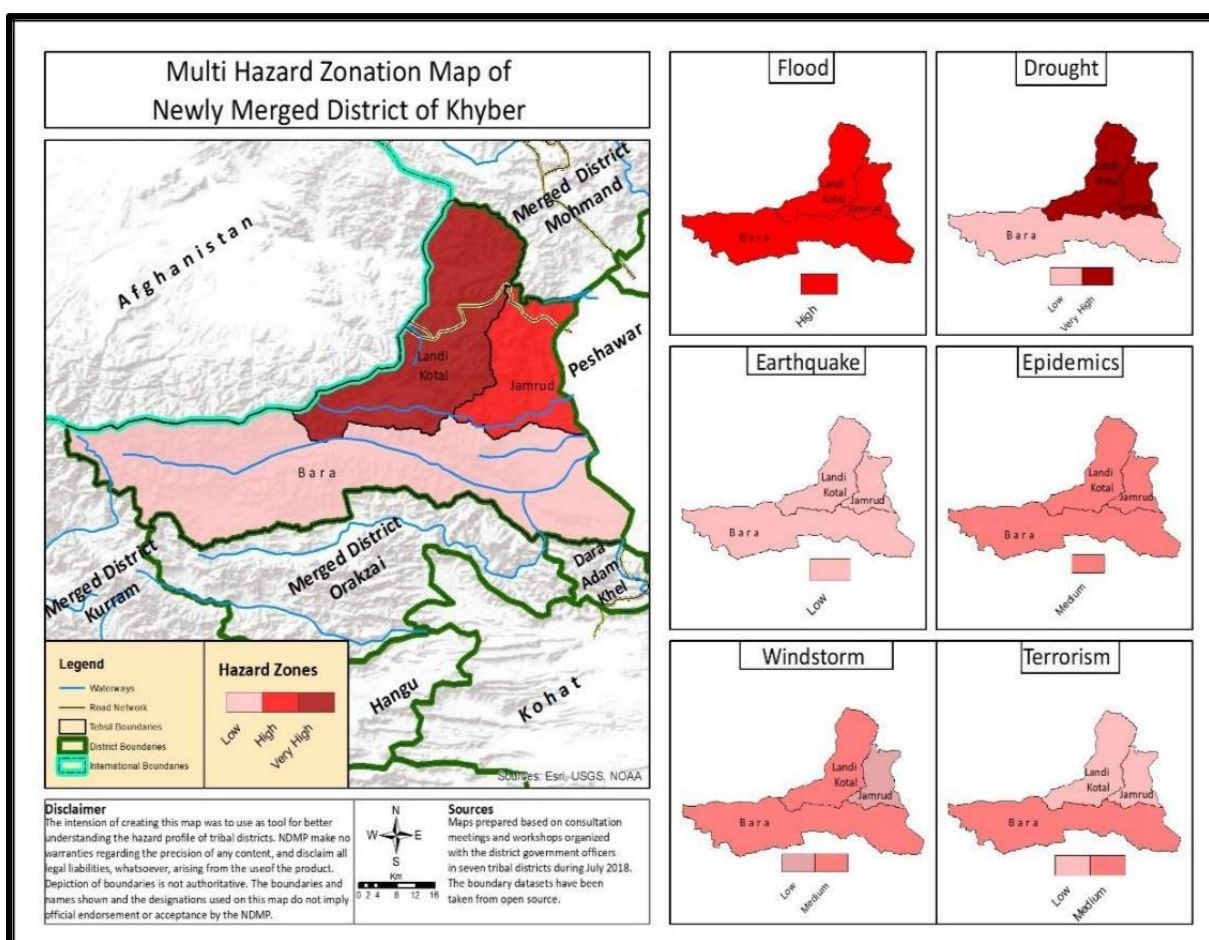 Multi Hazard Zonation Map of
Newly Merged District of Khyber
Afghanistan
Merged District
Mohmand
Peshawar
Landi
Kotal
Jamrud
Bara
Merged District
Kurram
Merged District
Orakzai
Dara
Adam
Khel
Hangu
Kohat
Legend
Waterways
Road Network
Tehsil Boundaries
District Boundaries
International Boundaries
Hazard Zones
Low
High
Very High
Sources: Esri, USGS, NOAA
Disclaimer
The intension of creating this map was to use as tool for better
understanding the hazard profile of tribal districts. NDMP make no
warranties regarding the precision of any content, and disclaim all
legal liabilities, whatsoever, arising from the useof the product.
Depiction of boundaries is not authoritative. The boundaries and
names shown and the designations used on this map do not imply
official endorsement or acceptance by the NDMP.
N
W E
S
Km
0 2 4 8 12 16
Sources
Maps prepared based on consultation
meetings and workshops organized
with the district government officers
in seven tribal districts during July 2018.
The boundary datasets have been
taken from open source.
Flood
Landi
Kotal
Jamrud
Bara
High
Drought
Landi
Kotal
Jamrud
Bara
Low
Very High
Earthquake
Landi
Kotal
Jamrud
Bara
Low
Epidemics
Landi
Kotal
Jamrud
Bara
Medium
Windstorm
Landi
Kotal
Jamrud
Bara
Low
Medium
Terrorism
Landi
Kotal
Jamrud
Bara
Low
Medium